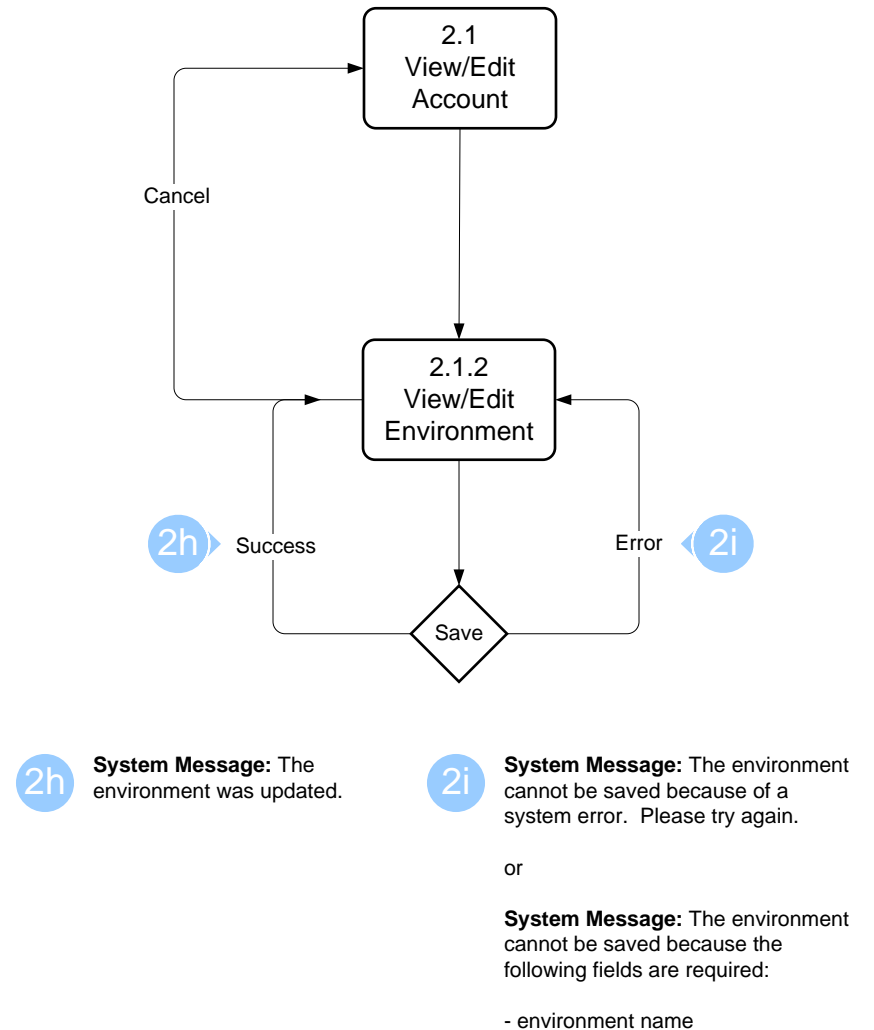 2.1
View/Edit
Account
Cancel
2.1.2
View/Edit
Environment
2h
Success
Error
2i
Save
2h
System Message: The
environment was updated.
2i
System Message: The environment
cannot be saved because of a
system error.  Please try again.
or
System Message: The environment
cannot be saved because the
following fields are required:
- environment name